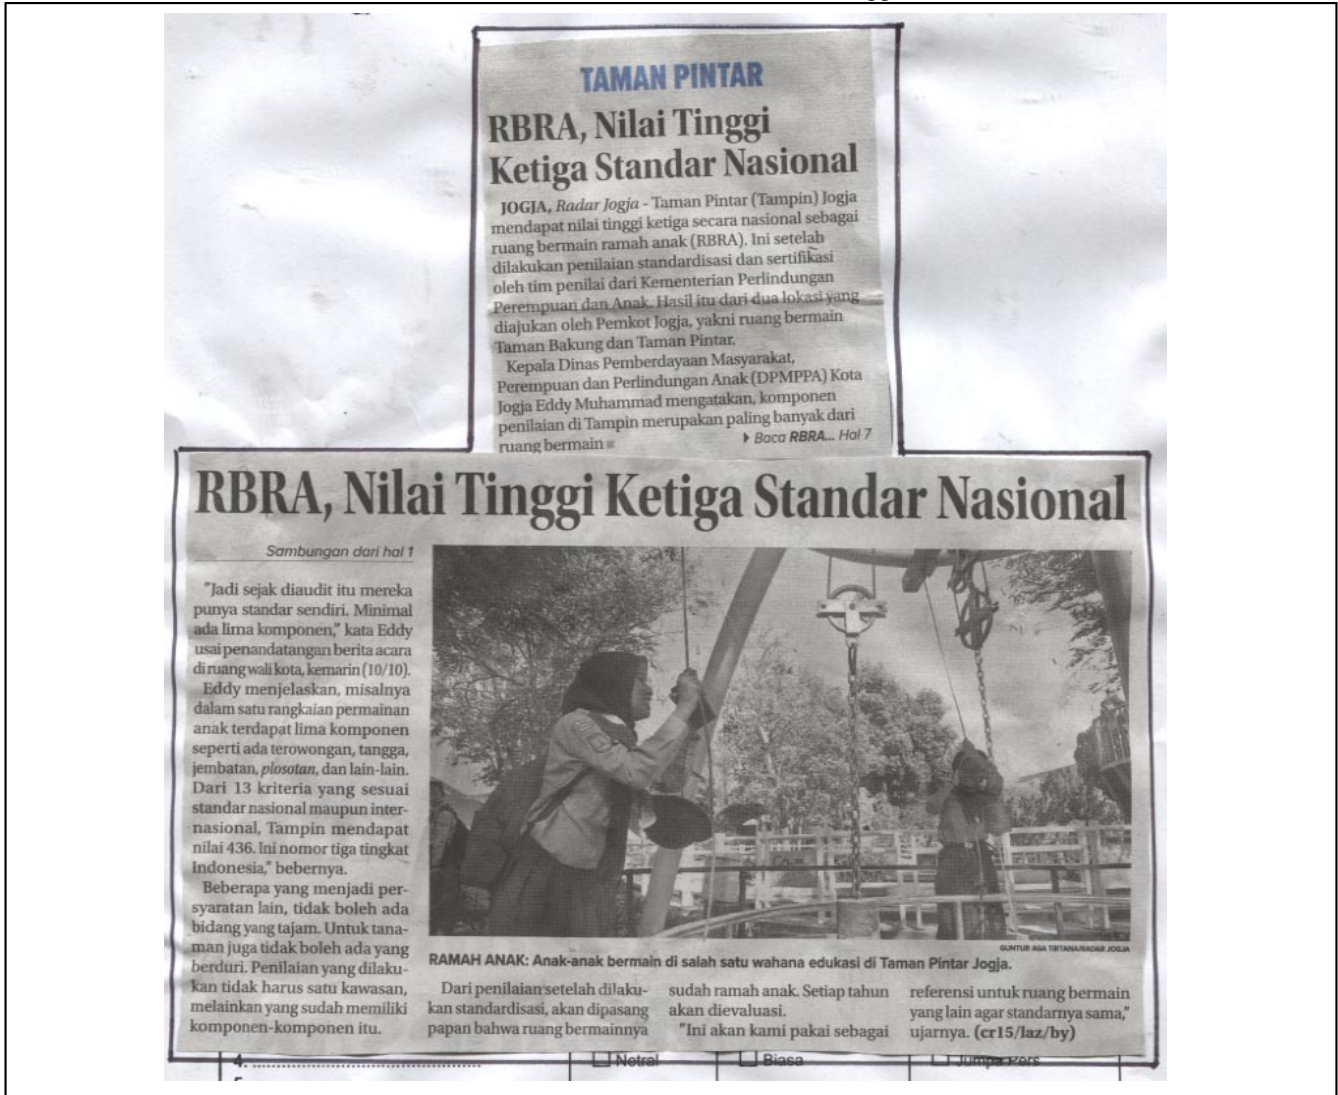 TAMAN PINTAR
RBRA, Nilai Tinggi
Ketiga Standar Nasional
JOGJA, Radar Jogja - Taman Pintar (Tampin) Jogja
mendapat nilai tinggi ketiga secara nasional sebagai
ruang bermain ramah anak (RBRA). Ini setelah
dilakukan penilaian standardisasi dan sertifikasi
oleh tim penilai dari Kementerian Perlindungan
Perempuan dan Anak. Hasil itu dari dua lokasi yang
diajukan oleh Pemkot Jogja, yakni ruang bermain
Taman Bakung dan Taman Pintar.
Kepala Dinas Pemberdayaan Masyarakat,
Perempuan dan Perlindungan Anak (DPMPPA) Kota
Jogja Eddy Muhammad mengatakan, komponen
penilaian di Tampin merupakan paling banyak dari
ruang bermain
Baca RBRA... Hal 7
RBRA, Nilai Tinggi Ketiga Standar Nasional
Sambungan dari hal 1
"Jadi sejak diaudit itu mereka
punya standar sendiri. Minimal
ada lima komponen," kata Eddy
usai penandatangan berita acara
di ruang wali kota, kemarin (10/10).
Eddy menjelaskan, misalnya
dalam satu rangkaian permainan
anak terdapat lima komponen
seperti ada terowongan, tangga,
jembatan, plosotan, dan lain-lain.
Dari 13 kriteria yang sesuai
standar nasional maupun inter-
nasional, Tampin mendapat
nilai 436. Ini nomor tiga tingkat
Indonesia," bebernya.
Beberapa yang menjadi per-
syaratan lain, tidak boleh ada
bidang yang tajam. Untuk tana-
man juga tidak boleh ada yang
berduri. Penilaian yang dilaku-
kan tidak harus satu kawasan,
melainkan yang sudah memiliki
komponen-komponen itu.
GUNTUR AGA TIRTANA/RADAR JOGJA
RAMAH ANAK: Anak-anak bermain di salah satu wahana edukasi di Taman Pintar Jogja.
Dari penilaian setelah dilaku-
kan standardisasi, akan dipasang
papan bahwa ruang bermainnya
sudah ramah anak. Setiap tahun
akan dievaluasi.
"Ini akan kami pakai sebagai
referensi untuk ruang bermain
yang lain agar standarnya sama,"
ujarnya. (cr15/laz/by)
4. Netral Biasa Jumpa Pers